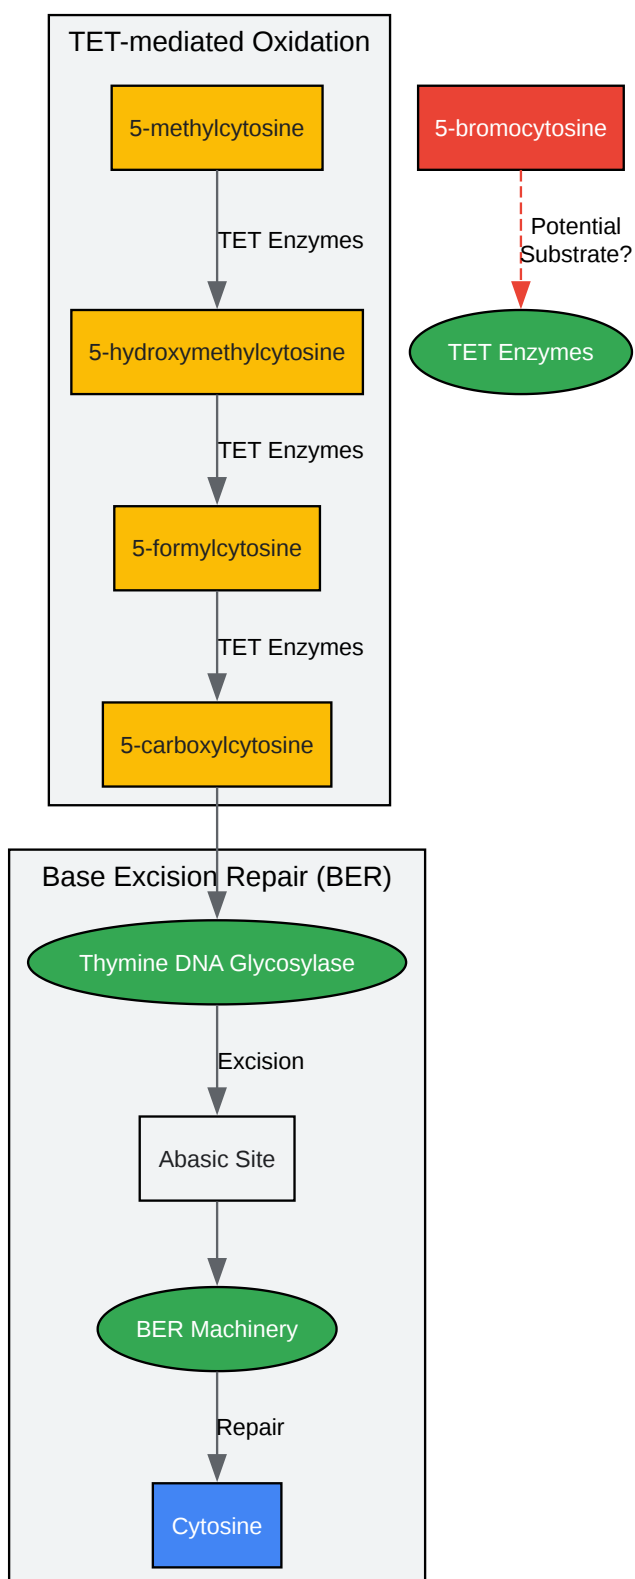 TET-mediated Oxidation
5-methylcytosine
5-bromocytosine
TET Enzymes
Potential
Substrate?
5-hydroxymethylcytosine
TET Enzymes
TET Enzymes
5-formylcytosine
TET Enzymes
5-carboxylcytosine
Base Excision Repair (BER)
Thymine DNA Glycosylase
Excision
Abasic Site
BER Machinery
Repair
Cytosine